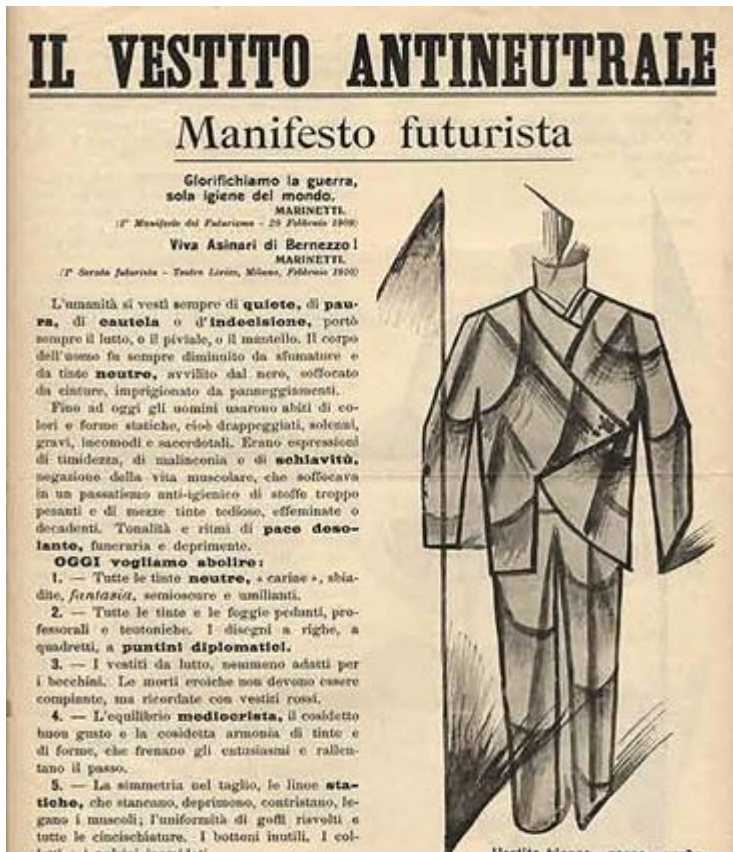 IL VESTITO ANTINEUTRALE
Manifesto futurista
Glorifichiamo la guerra,
sola igiene del mondo.
MARINETTI.
(1° Manifesto del Futurismo - 20 Febbraio 1909)
Viva Asinari di Bernezzo!
MARINETTI.
(1ª Serata futurista - Teatro Lirico, Milano, Febbraio 1910)
L'umanità si vestì sempre di quiete, di pau-
ra, di cautela o d'indecisione, portò
sempre il lutto, o il piviale, o il mantello. Il corpo
dell'uomo fu sempre diminuito da sfumature e
da tinte neutre, avvilito dal nero, soffocato
da cinture, imprigionato da panneggiamenti.
Fino ad oggi gli uomini usarono abiti di co-
lori e forme statiche, cioè drappeggiati, solenni,
gravi, incomodi e sacerdotali. Erano espressioni
di timidezza, di malinconia e di schiavitù,
negazione della vita muscolare, che soffocava
in un passatismo anti-igienico di stoffe troppo
pesanti e di mezze tinte tediose, effeminate o
decadenti. Tonalità e ritmi di pace deso-
lante, funeraria e deprimente.
OGGI vogliamo abolire:
1. — Tutte le tinte neutre, « carine », sbia-
dite, fantasia, semioscure e umilianti.
2. — Tutte le tinte e le foggie pedanti, pro-
fessorali e teutoniche. I disegni a righe, a
quadretti, a puntini diplomatici.
3. — I vestiti da lutto, nemmeno adatti per
i becchini. Le morti eroiche non devono essere
compiante, ma ricordate con vestiti rossi.
4. — L'equilibrio mediocrista, il cosidetto
buon gusto e la cosidetta armonia di tinte e
di forme, che frenano gli entusiasmi e rallen-
tano il passo.
5. — La simmetria nel taglio, le linee sta-
tiche, che stancano, deprimono, contristano, le-
gano i muscoli; l'uniformità di goffi risvolti e
tutte le cincischiature. I bottoni inutili. I col-